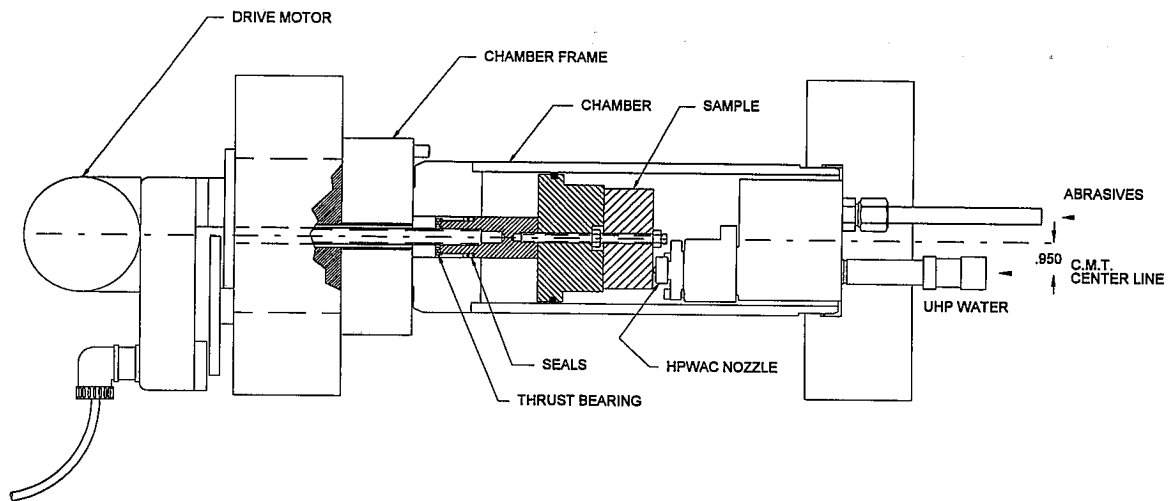 DRIVE MOTOR
CHAMBER FRAME
CHAMBER
SAMPLE
ABRASIVES
.950
C.M.T.
CENTER LINE
UHP WATER
SEALS
HPWAC NOZZLE
THRUST BEARING